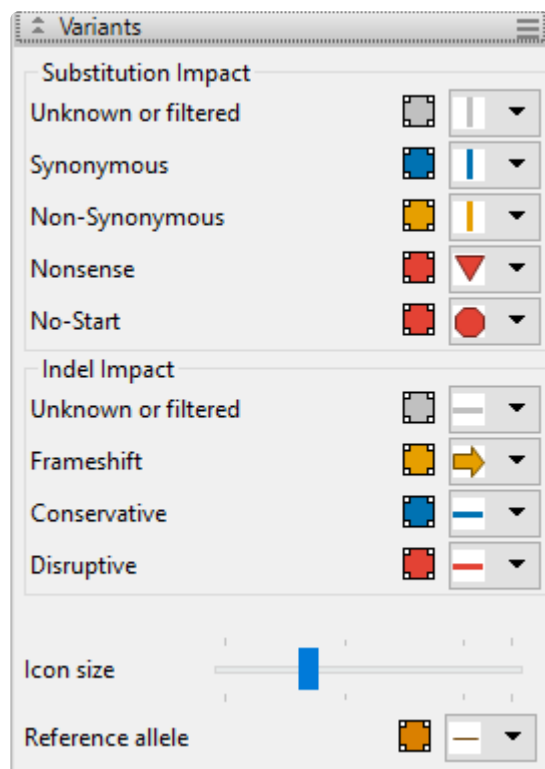 Variants
Substitution Impact
Unknown or filtered
Synonymous
Non-Synonymous
Nonsense
No-Start
Indel Impact
Unknown or filtered
Frameshift
Conservative
Disruptive
Icon size
Reference allele